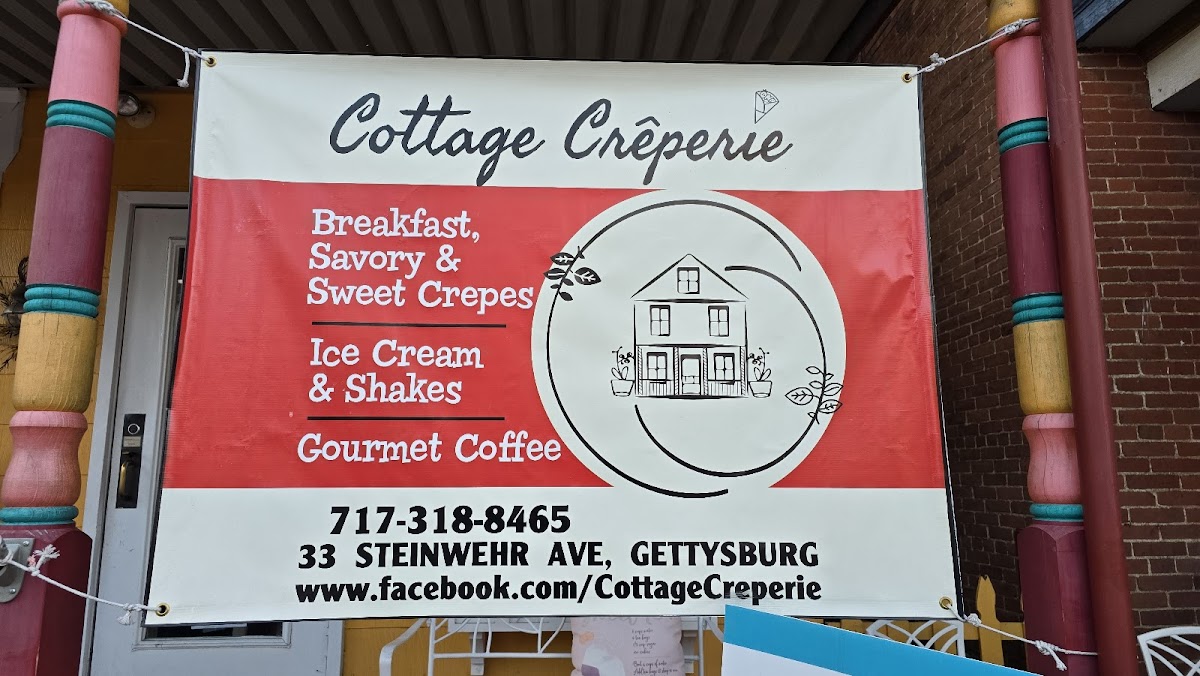 Cottage Crêperie
Breakfast,
Savory &
Sweet Crepes
Ice Cream
& Shakes
Gourmet Coffee
717-318-8465
33 STEINWEHR AVE, GETTYSBURG
www.facebook.com/CottageCreperie